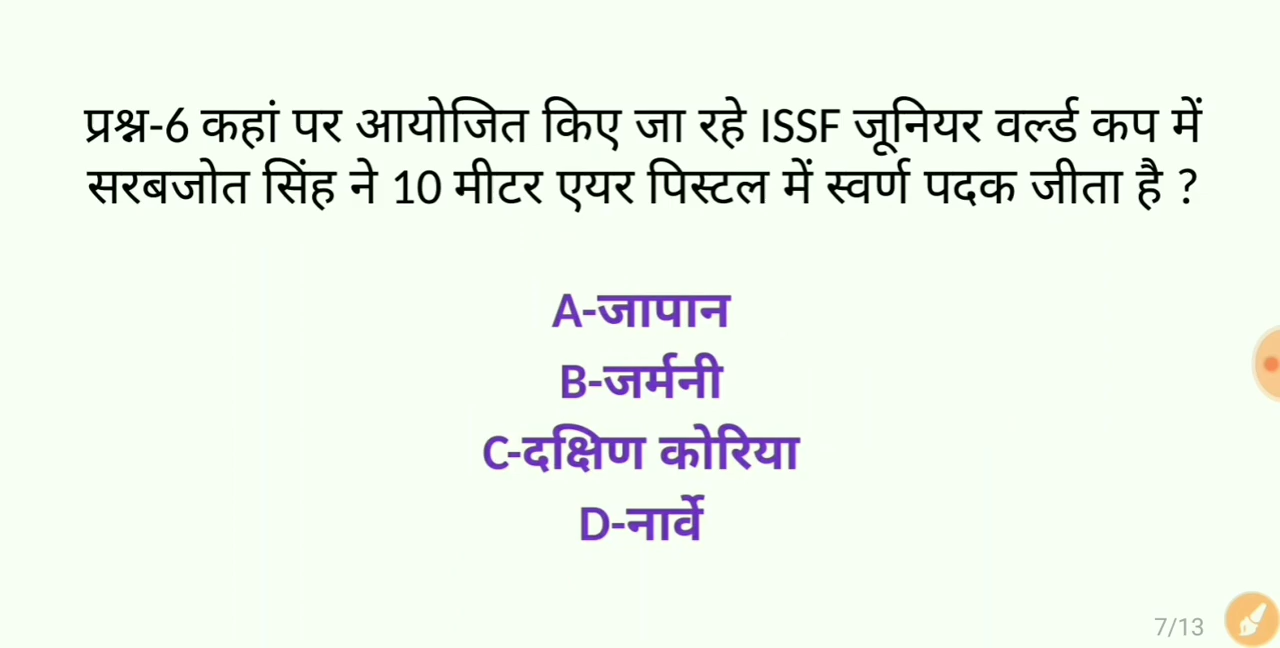 प्रश्न-6 कहां पर आयोजित किए जा रहे ISSF जूनियर वर्ल्ड कप में
सरबजोत सिंह ने 10 मीटर एयर पिस्टल में स्वर्ण पदक जीता है ?
A-जापान
B-जर्मनी
C-दक्षिण कोरिया
D-नार्वे
7/13